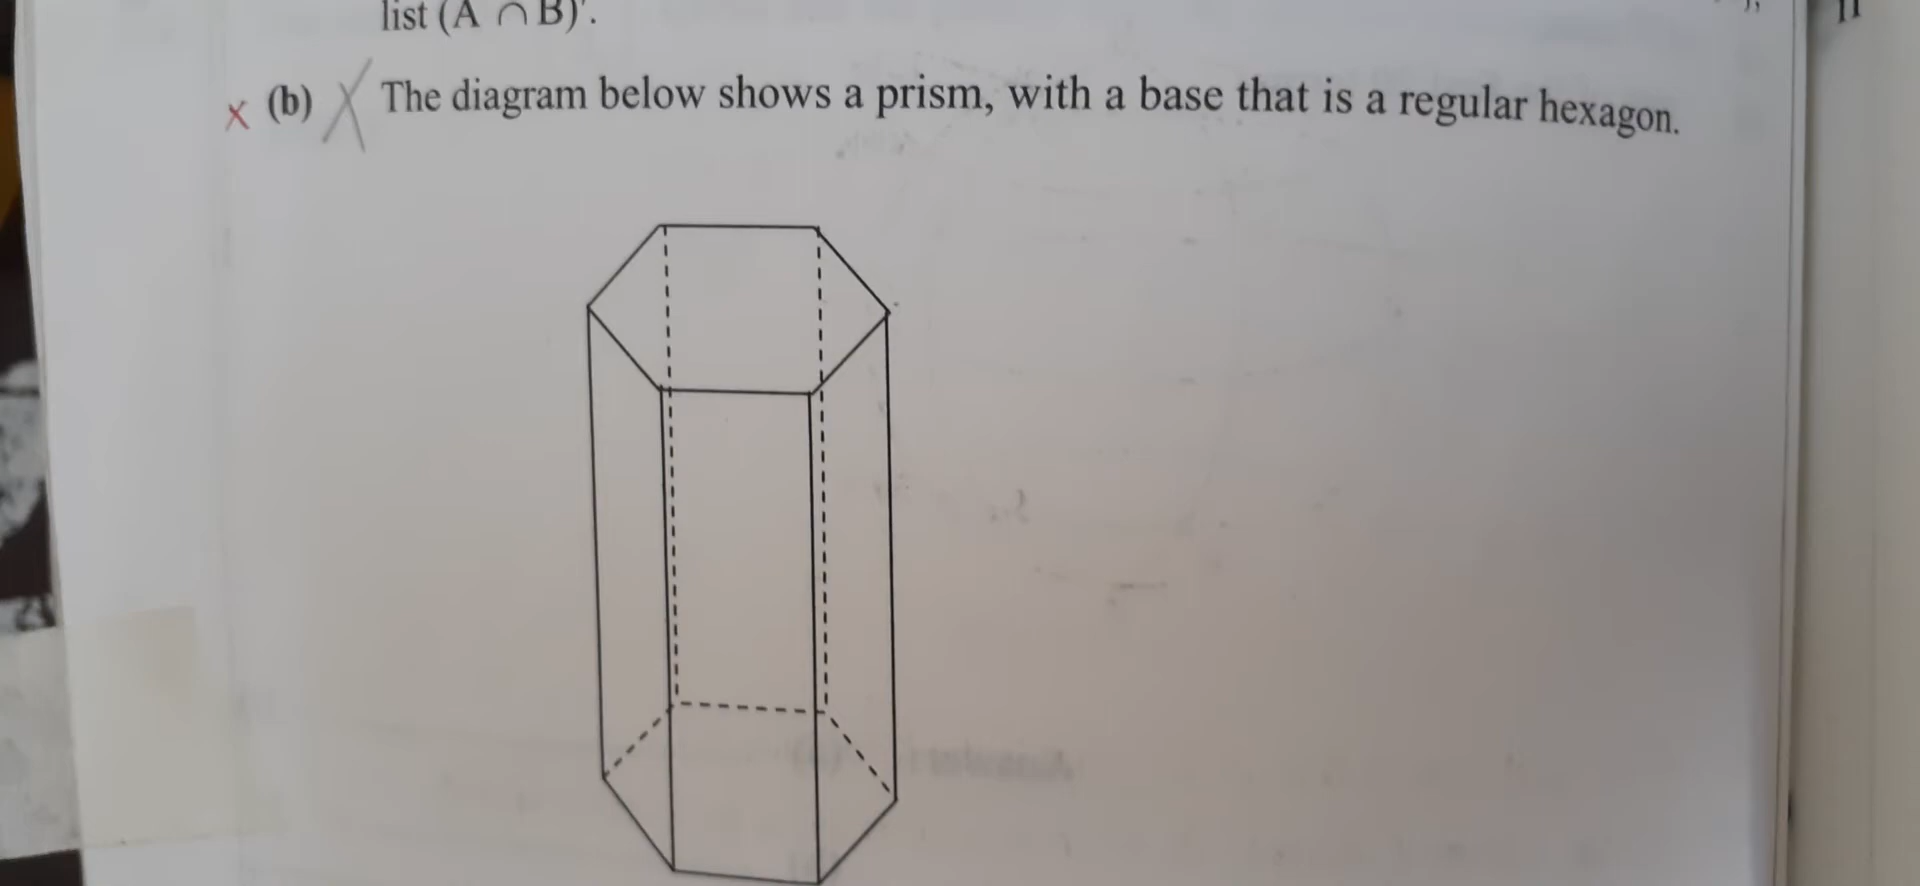 list (A ∩ B)'.
x (b) X The diagram below shows a prism, with a base that is a regular hexagon.